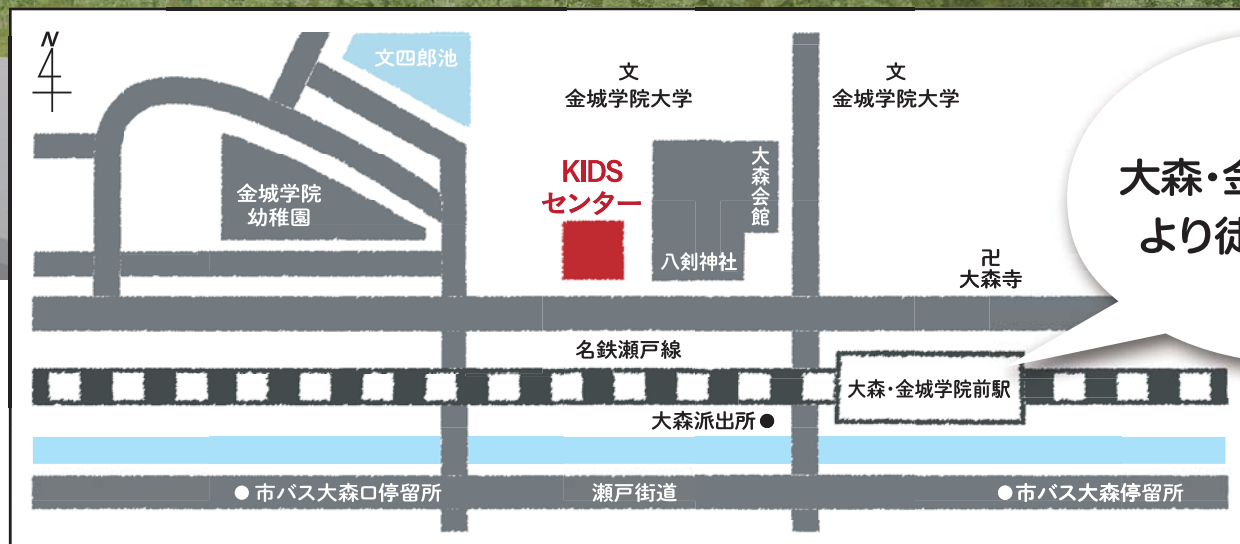 N
文四郎池
文
金城学院大学
文
金城学院大学
金城学院
幼稚園
KIDS
センター
大森会館
八剣神社
卍
大森寺
大森・金
より徒
名鉄瀬戸線
大森・金城学院前駅
大森派出所●
●市バス大森口停留所
瀬戸街道
●市バス大森停留所